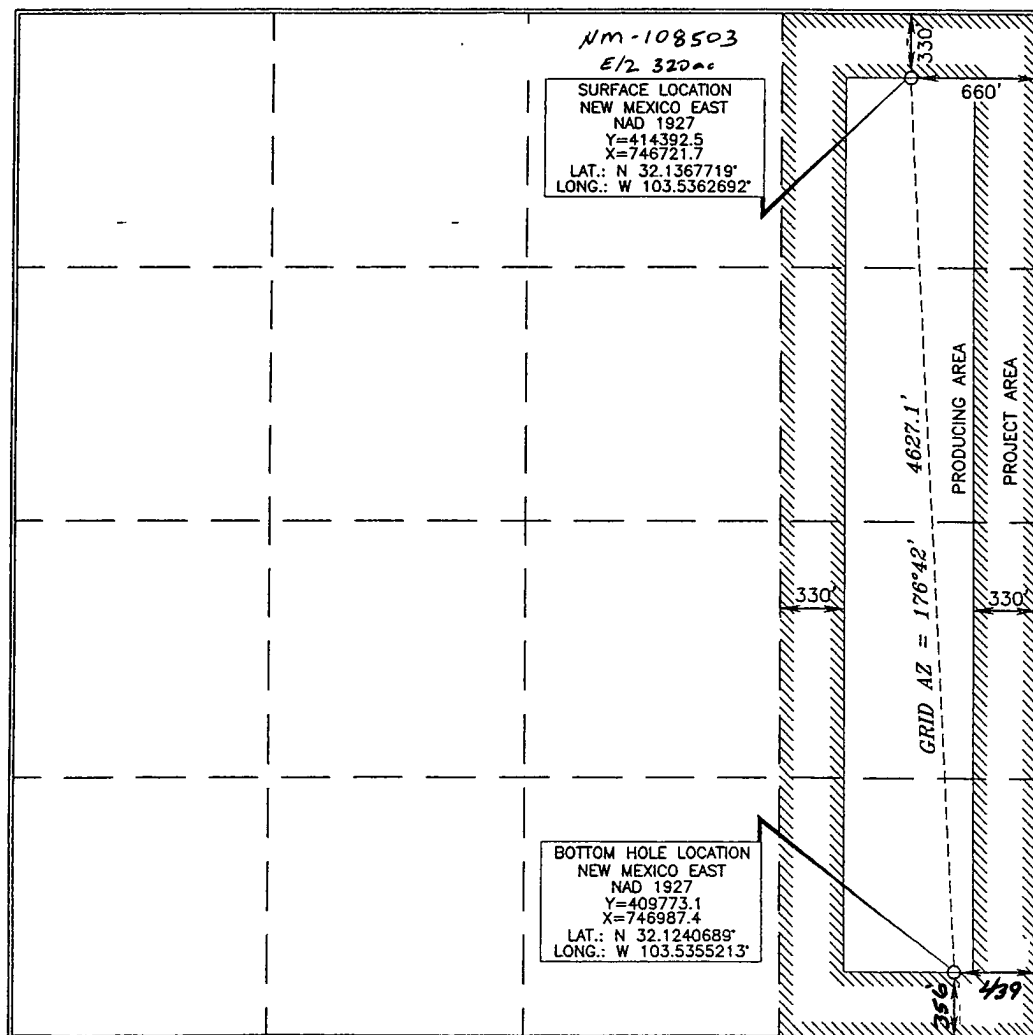 NM-108503
E/2 320ac
330'
660'
SURFACE LOCATION
NEW MEXICO EAST
NAD 1927
Y=414392.5
X=746721.7
LAT.: N 32.1367719°
LONG.: W 103.5362692°
4627.1'
PRODUCING AREA
PROJECT AREA
330'
330'
GRID AZ = 176°42'
BOTTOM HOLE LOCATION
NEW MEXICO EAST
NAD 1927
Y=409773.1
X=746987.4
LAT.: N 32.1240689°
LONG.: W 103.5355213°
439
356'